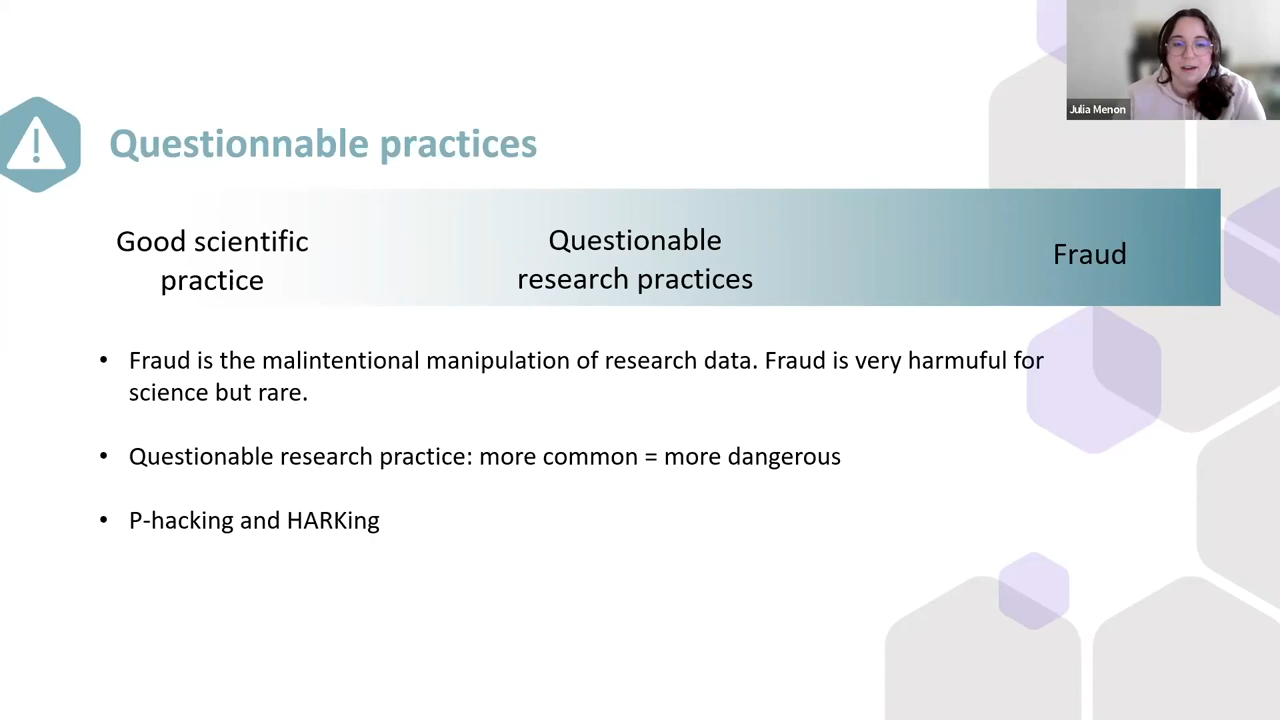 Julia Menon
Questionnable practices
Good scientific
practice
Questionable
research practices
Fraud
• Fraud is the malintentional manipulation of research data. Fraud is very harmuful for
science but rare.
• Questionable research practice: more common = more dangerous
• P-hacking and HARKing